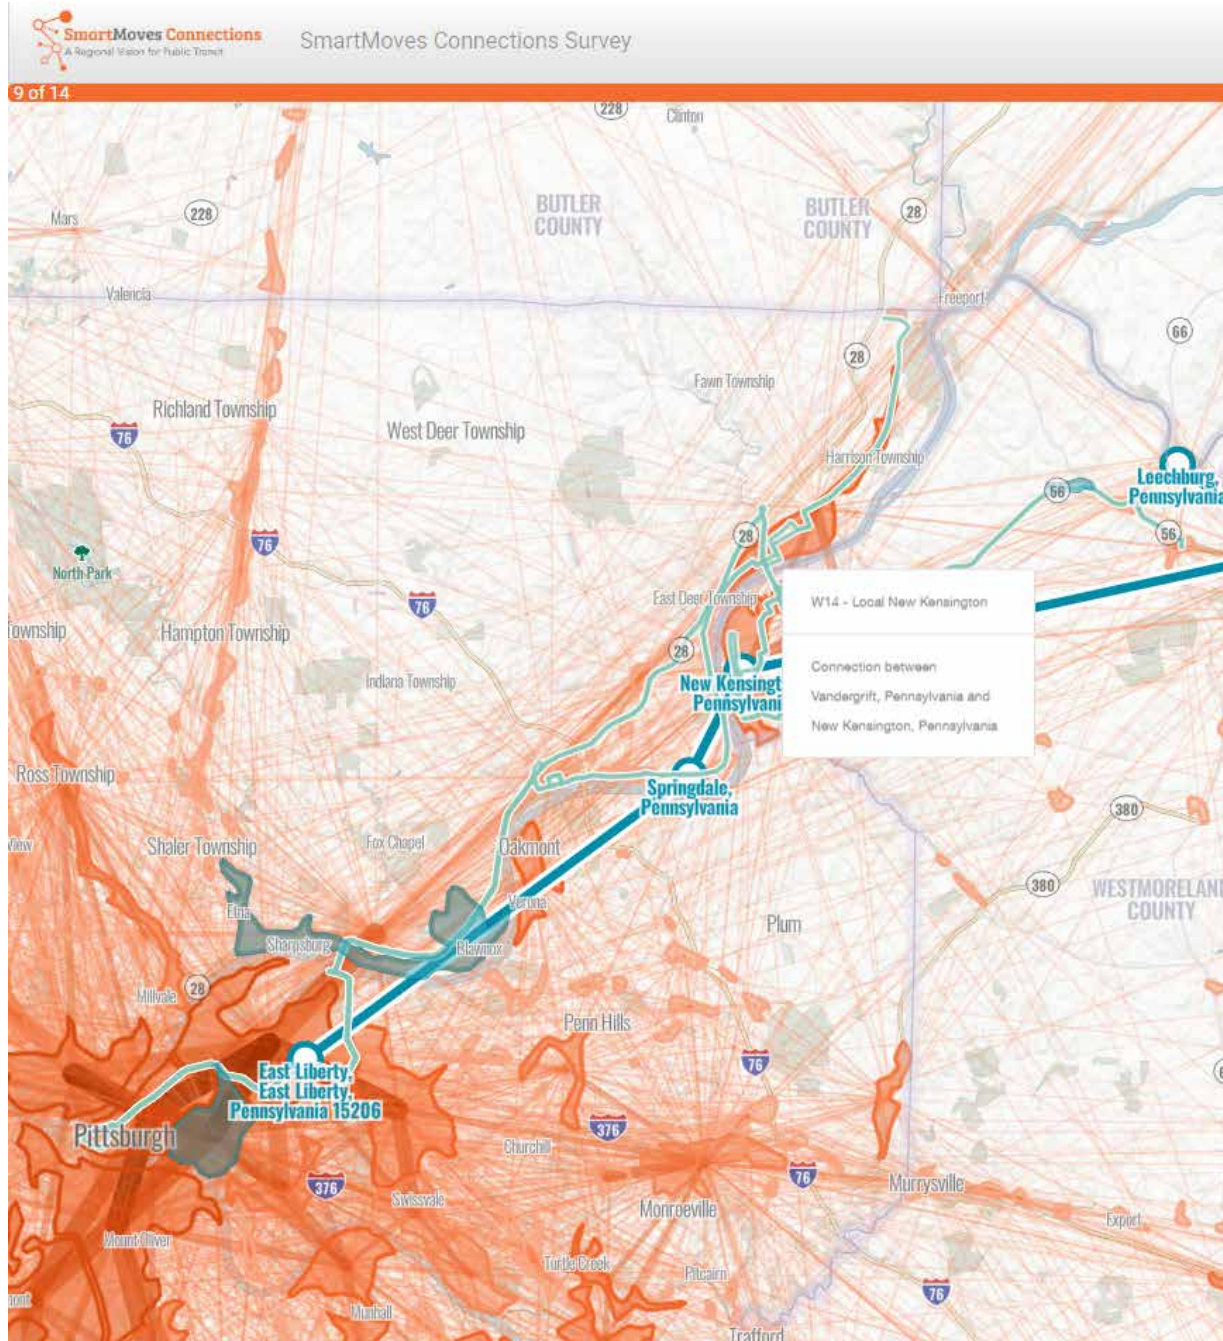 SmartMoves Connections
A Regional Vision for Public Transit
SmartMoves Connections Survey
9 of 14
228
Clinton
BUTLER
COUNTY
BUTLER
COUNTY
28
Mars
228
Valencia
Freeport
66
28
Fawn Township
Richland Township
76
West Deer Township
Harrison Township
Leechburg,
Pennsylvania
56
56
28
76
North Park
76
East Deer Township
W14 - Local New Kensington
Township
Hampton Township
28
Indiana Township
Connection between
Vandergrift, Pennsylvania and
New Kensington, Pennsylvania
New Kensingt
Pennsylvani
Ross Township
Springdale,
Pennsylvania
380
View
Shaler Township
Fox Chapel
Oakmont
380
WESTMORELAN
COUNTY
Verona
Etna
Plum
Sharpsburg
Blawnox
28
Millvale
Penn Hills
76
East Liberty,
East Liberty,
Pennsylvania 15206
Pittsburgh
376
Churchill
376
76
Murrysville
Swissvale
Monroeville
Export
Mount Oliver
Turtle Creek
Pitcairn
76
mont
Munhall
Trafford